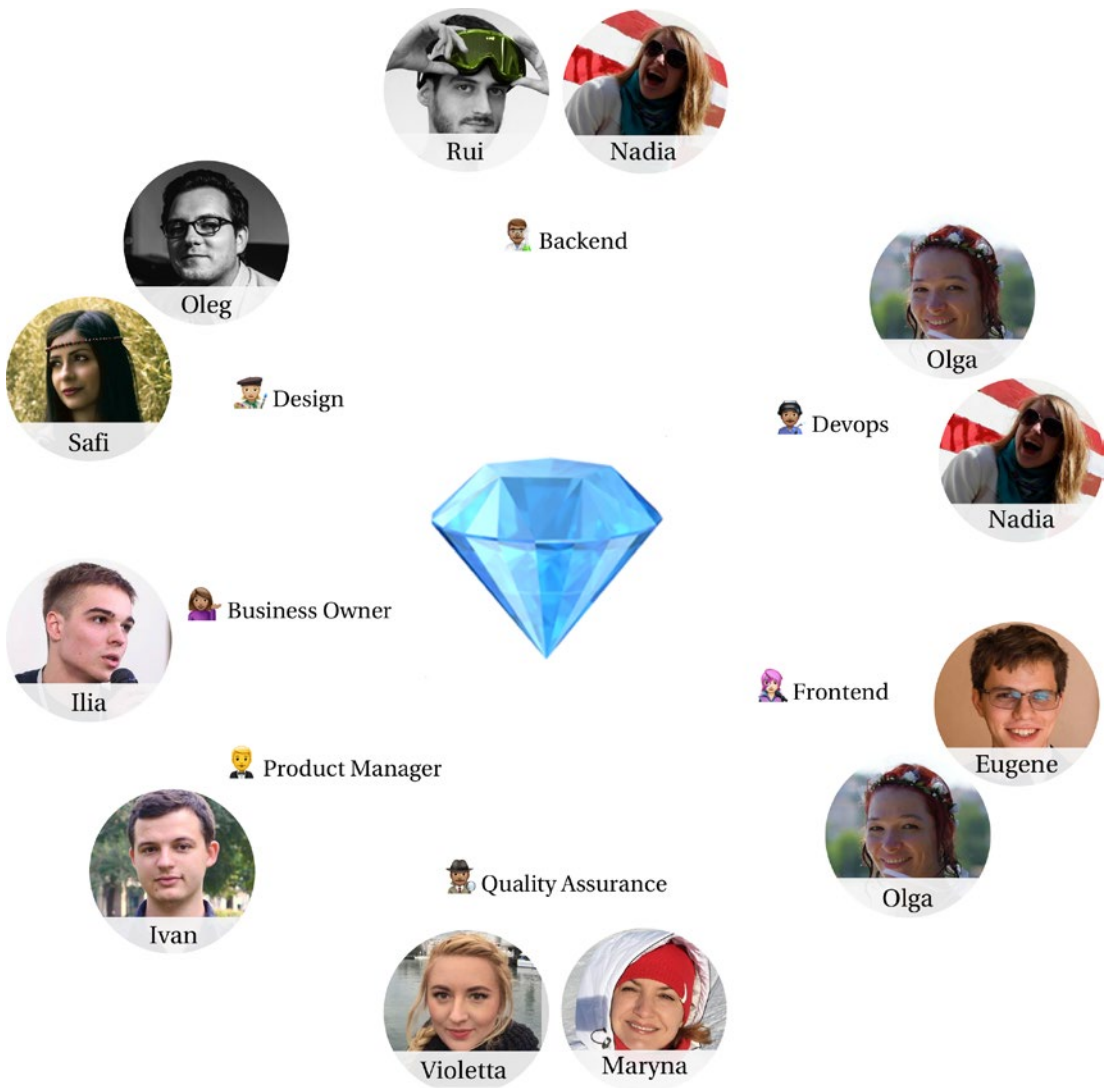 Rui
Nadia
Backend
Oleg
Olga
Design
Devops
Safi
Nadia
Business Owner
Ilia
Frontend
Eugene
Product Manager
Olga
Quality Assurance
Ivan
Violetta
Maryna